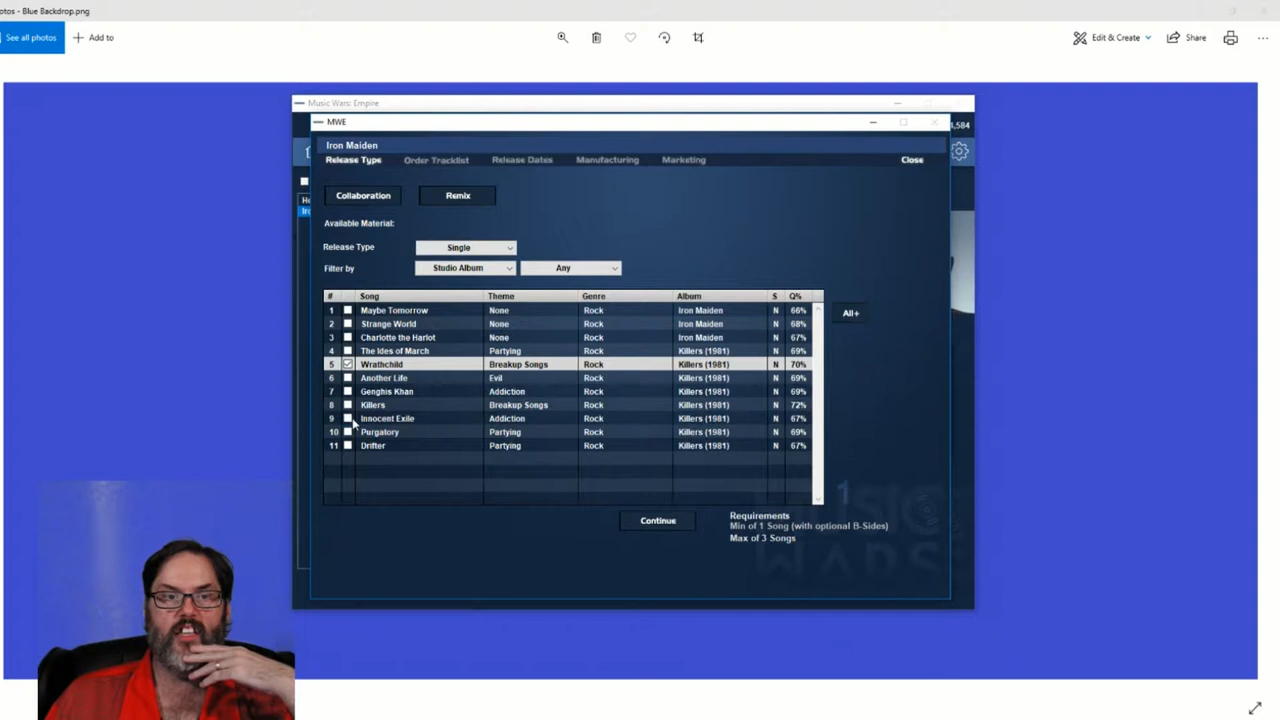 otos - Blue Backdrop.png
See all photos
Add to
Edit & Create
Share
Music Wars: Empire
MWE
,584
Iron Maiden
Release Type Order Tracklist Release Dates Manufacturing Marketing Close
Collaboration Remix
Available Material:
Release Type Single
Filter by Studio Album Any
# Song Theme Genre Album S Q%
1 Maybe Tomorrow None Rock Iron Maiden N 66%
2 Strange World None Rock Iron Maiden N 68%
3 Charlotte the Harlot None Rock Iron Maiden N 67%
4 The Ides of March Partying Rock Killers (1981) N 69%
5 Wrathchild Breakup Songs Rock Killers (1981) N 70%
6 Another Life Evil Rock Killers (1981) N 69%
7 Genghis Khan Addiction Rock Killers (1981) N 69%
8 Killers Breakup Songs Rock Killers (1981) N 72%
9 Innocent Exile Addiction Rock Killers (1981) N 67%
10 Purgatory Partying Rock Killers (1981) N 69%
11 Drifter Partying Rock Killers (1981) N 67%
All+
Continue
Requirements
Min of 1 Song (with optional B-Sides)
Max of 3 Songs